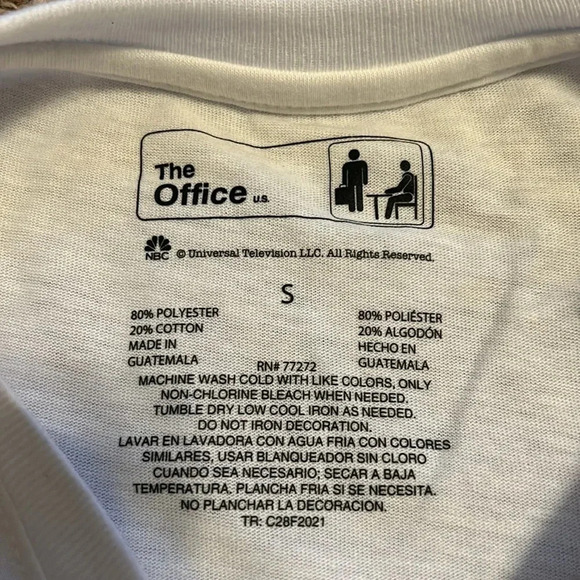 The
Office U.S.
NBC © Universal Television LLC. All Rights Reserved.
S
80% POLYESTER
20% COTTON
MADE IN
GUATEMALA
80% POLIÉSTER
20% ALGODÓN
HECHO EN
GUATEMALA
RN# 77272
MACHINE WASH COLD WITH LIKE COLORS, ONLY
NON-CHLORINE BLEACH WHEN NEEDED.
TUMBLE DRY LOW COOL IRON AS NEEDED.
DO NOT IRON DECORATION.
LAVAR EN LAVADORA CON AGUA FRIA CON COLORES
SIMILARES, USAR BLANQUEADOR SIN CLORO
CUANDO SEA NECESARIO; SECAR A BAJA
TEMPERATURA. PLANCHA FRIA SI SE NECESITA.
NO PLANCHAR LA DECORACION.
TR: C28F2021